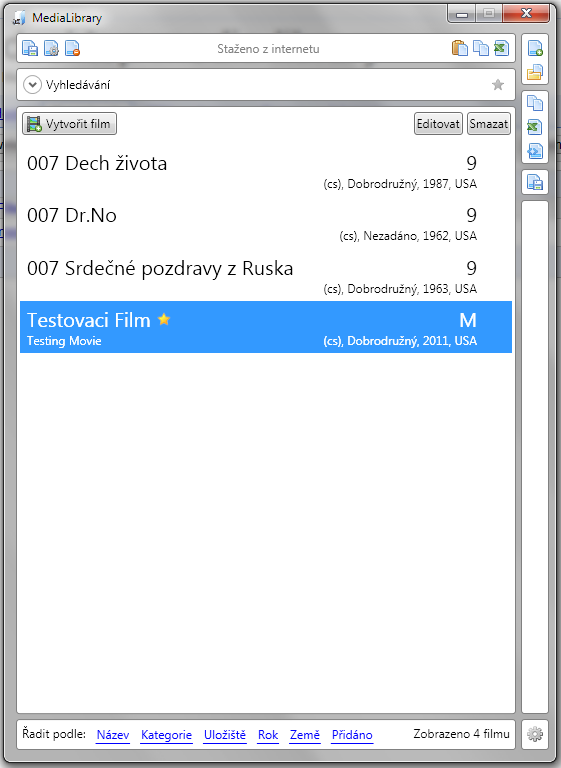 MediaLibrary
Staženo z internetu
Vyhledávání
Vytvořit film Editovat Smazat
007 Dech života 9
(cs), Dobrodružný, 1987, USA
007 Dr.No 9
(cs), Nezadáno, 1962, USA
007 Srdečné pozdravy z Ruska 9
(cs), Dobrodružný, 1963, USA
Testovaci Film M
Testing Movie (cs), Dobrodružný, 2011, USA
Řadit podle: Název Kategorie Uložiště Rok Země Přidáno Zobrazeno 4 filmu